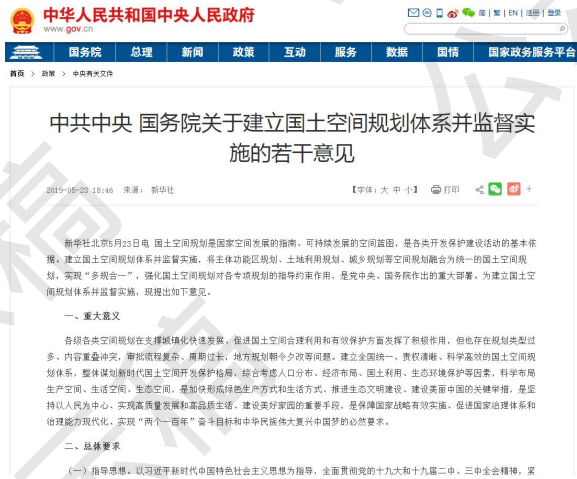 中华人民共和国中央人民政府
www.gov.cn
简 | 繁 | EN | 注册 | 登录
国务院 总理 新闻 政策 互动 服务 数据 国情 国家政务服务平台
首页 > 政策 > 中央有关文件
中共中央 国务院关于建立国土空间规划体系并监督实
施的若干意见
2019-05-23 18:46 来源: 新华社 【字体: 大 中 小】 打印 +
新华社北京5月23日电 国土空间规划是国家空间发展的指南、可持续发展的空间蓝图，是各类开发保护建设活动的基本依
据。建立国土空间规划体系并监督实施，将主体功能区规划、土地利用规划、城乡规划等空间规划融合为统一的国土空间规
划，实现“多规合一”，强化国土空间规划对各专项规划的指导约束作用，是党中央、国务院作出的重大部署。为建立国土空
间规划体系并监督实施，现提出如下意见。
一、重大意义
各级各类空间规划在支撑城镇化快速发展、促进国土空间合理利用和有效保护方面发挥了积极作用，但也存在规划类型过
多、内容重叠冲突，审批流程复杂、周期过长，地方规划朝令夕改等问题。建立全国统一、责权清晰、科学高效的国土空间规
划体系，整体谋划新时代国土空间开发保护格局，综合考虑人口分布、经济布局、国土利用、生态环境保护等因素，科学布局
生产空间、生活空间、生态空间，是加快形成绿色生产方式和生活方式、推进生态文明建设、建设美丽中国的关键举措，是坚
持以人民为中心、实现高质量发展和高品质生活、建设美好家园的重要手段，是保障国家战略有效实施、促进国家治理体系和
治理能力现代化、实现“两个一百年”奋斗目标和中华民族伟大复兴中国梦的必然要求。
二、总体要求
（一）指导思想。以习近平新时代中国特色社会主义思想为指导，全面贯彻党的十九大和十九届二中、三中全会精神，紧